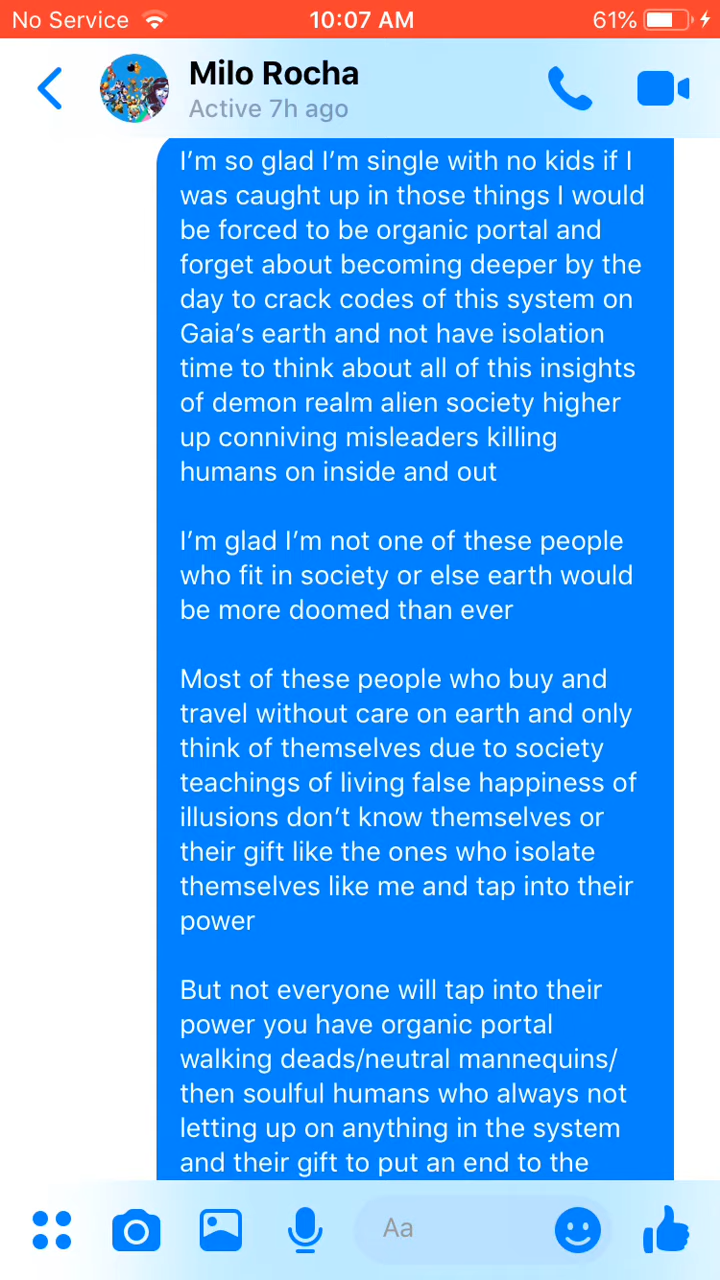 No Service 10:07 AM 61%
Milo Rocha
Active 7h ago
I'm so glad I'm single with no kids if I
was caught up in those things I would
be forced to be organic portal and
forget about becoming deeper by the
day to crack codes of this system on
Gaia's earth and not have isolation
time to think about all of this insights
of demon realm alien society higher
up conniving misleaders killing
humans on inside and out
I'm glad I'm not one of these people
who fit in society or else earth would
be more doomed than ever
Most of these people who buy and
travel without care on earth and only
think of themselves due to society
teachings of living false happiness of
illusions don't know themselves or
their gift like the ones who isolate
themselves like me and tap into their
power
But not everyone will tap into their
power you have organic portal
walking deads/neutral mannequins/
then soulful humans who always not
letting up on anything in the system
and their gift to put an end to the
Aa